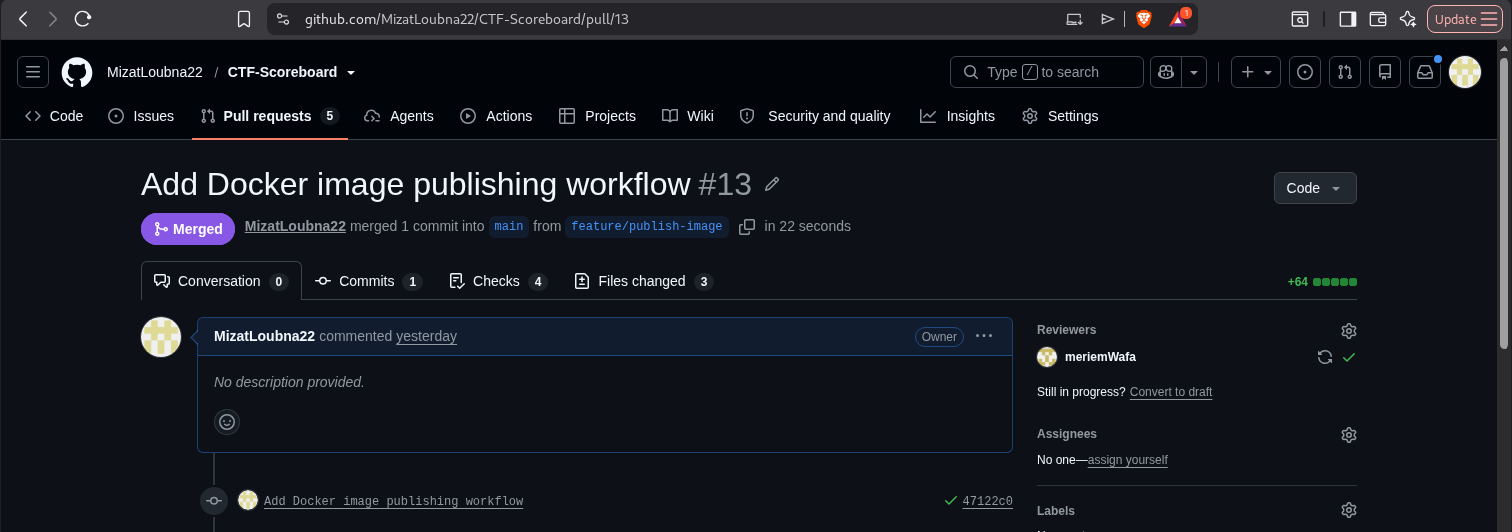 github.com/MizatLoubna22/CTF-Scoreboard/pull/13
1
Update
MizatLoubna22 / CTF-Scoreboard
Type / to search
Code
Issues
Pull requests 5
Agents
Actions
Projects
Wiki
Security and quality
Insights
Settings
Add Docker image publishing workflow #13
Code
Merged
MizatLoubna22 merged 1 commit into main from feature/publish-image in 22 seconds
Conversation 0
Commits 1
Checks 4
Files changed 3
+64
MizatLoubna22 commented yesterday
Owner
No description provided.
Add Docker image publishing workflow
47122c0
Reviewers
meriemWafa
Still in progress? Convert to draft
Assignees
No one—assign yourself
Labels